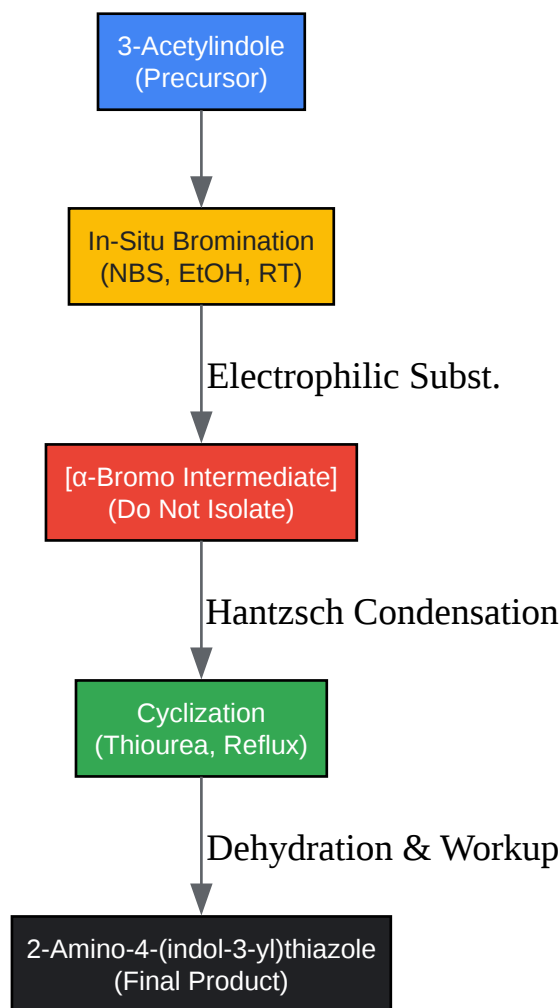 3-Acetylindole
(Precursor)
In-Situ Bromination
(NBS, EtOH, RT)
Electrophilic Subst.
[α-Bromo Intermediate]
(Do Not Isolate)
Hantzsch Condensation
Cyclization
(Thiourea, Reflux)
Dehydration & Workup
2-Amino-4-(indol-3-yl)thiazole
(Final Product)